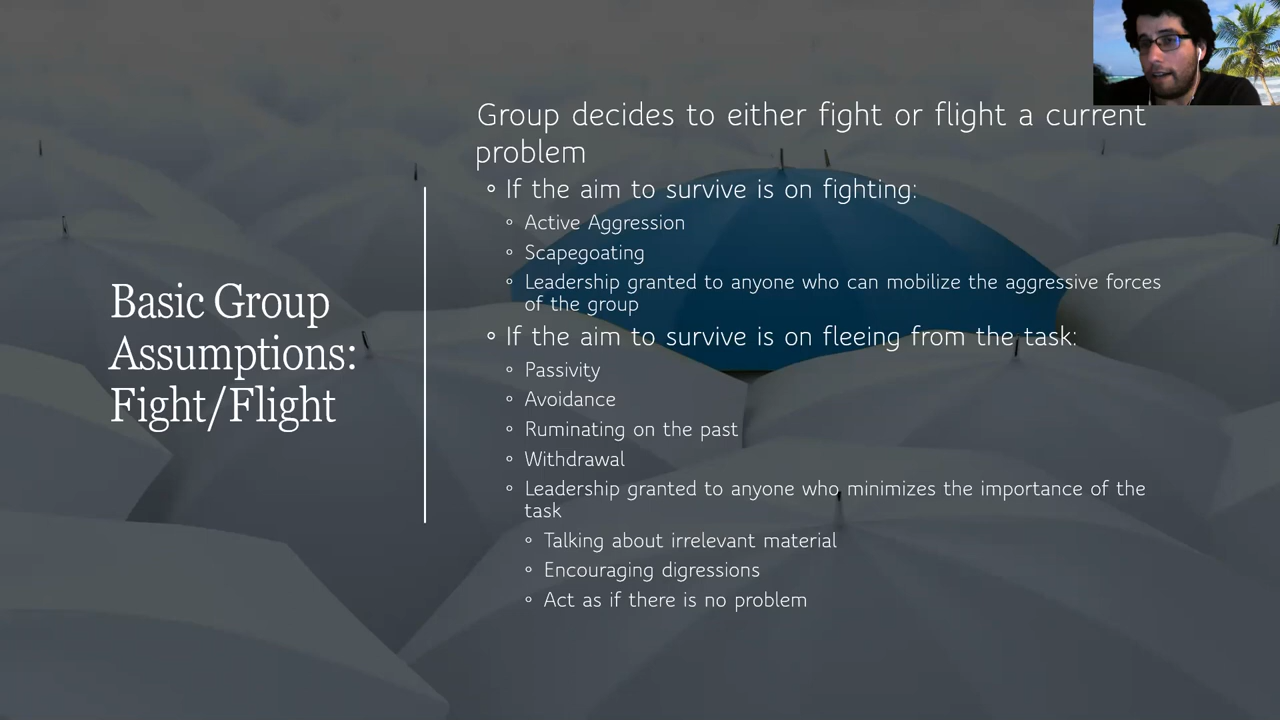 Basic Group
Assumptions:
Fight/Flight
Group decides to either fight or flight a current
problem
If the aim to survive is on fighting:
Active Aggression
Scapegoating
Leadership granted to anyone who can mobilize the aggressive forces
of the group
If the aim to survive is on fleeing from the task:
Passivity
Avoidance
Ruminating on the past
Withdrawal
Leadership granted to anyone who minimizes the importance of the
task
Talking about irrelevant material
Encouraging digressions
Act as if there is no problem